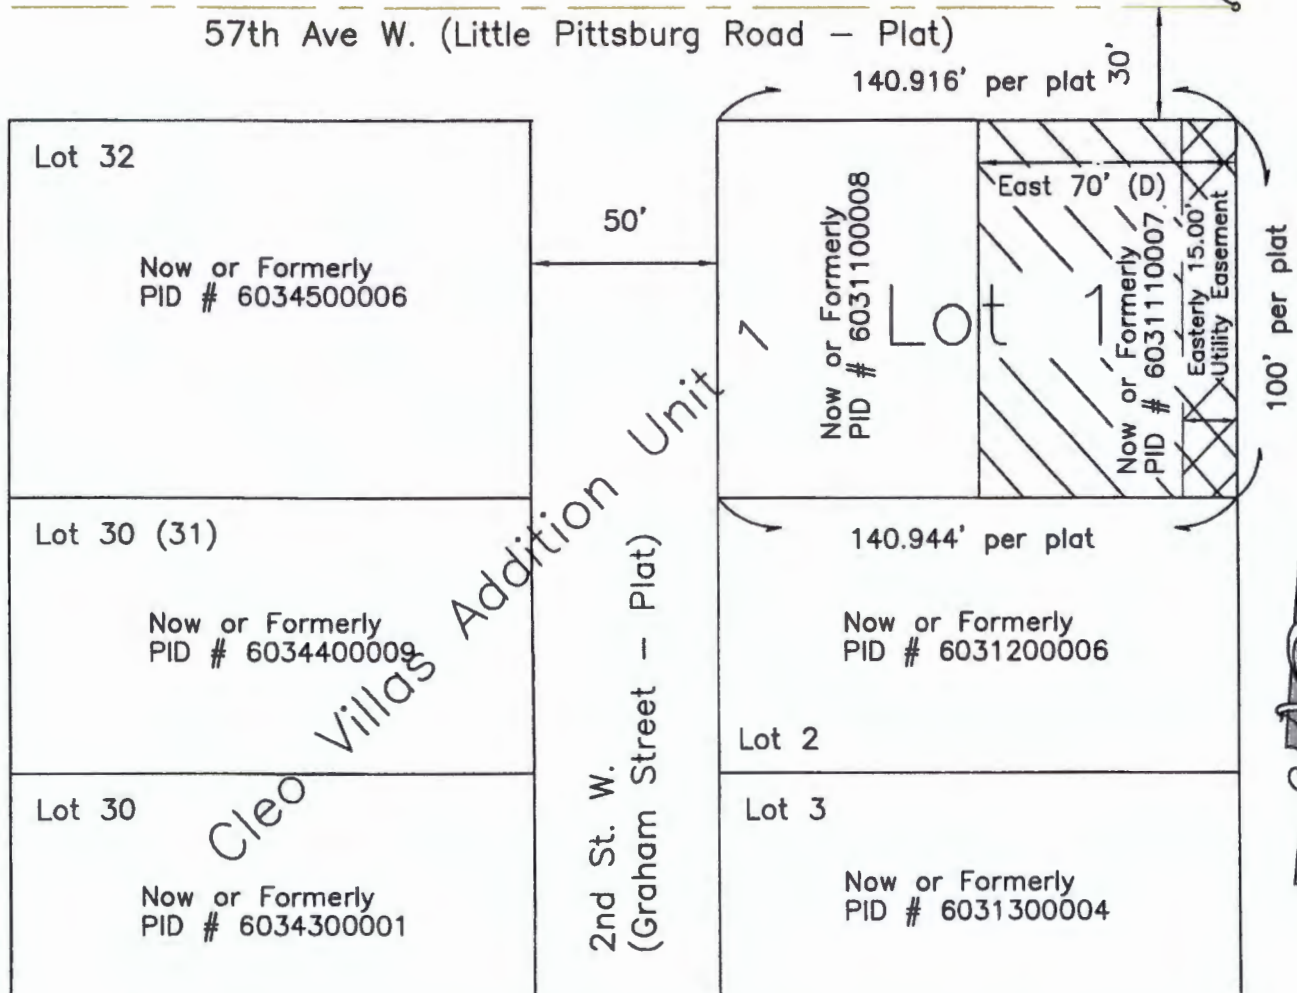 57th Ave W. (Little Pittsburg Road – Plat)
140.916' per plat
30'
Lot 32
Now or Formerly
PID # 6034500006
50'
Now or Formerly
PID # 6031100008
Lot 1
East 70' (D)
Now or Formerly
PID # 6031110007
Easterly 15.00'
Utility Easement
100' per plat
Cleo Villas Addition Unit 1
Lot 30 (31)
Now or Formerly
PID # 6034400009
140.944' per plat
Now or Formerly
PID # 6031200006
Lot 2
2nd St. W.
(Graham Street – Plat)
Lot 30
Now or Formerly
PID # 6034300001
Lot 3
Now or Formerly
PID # 6031300004